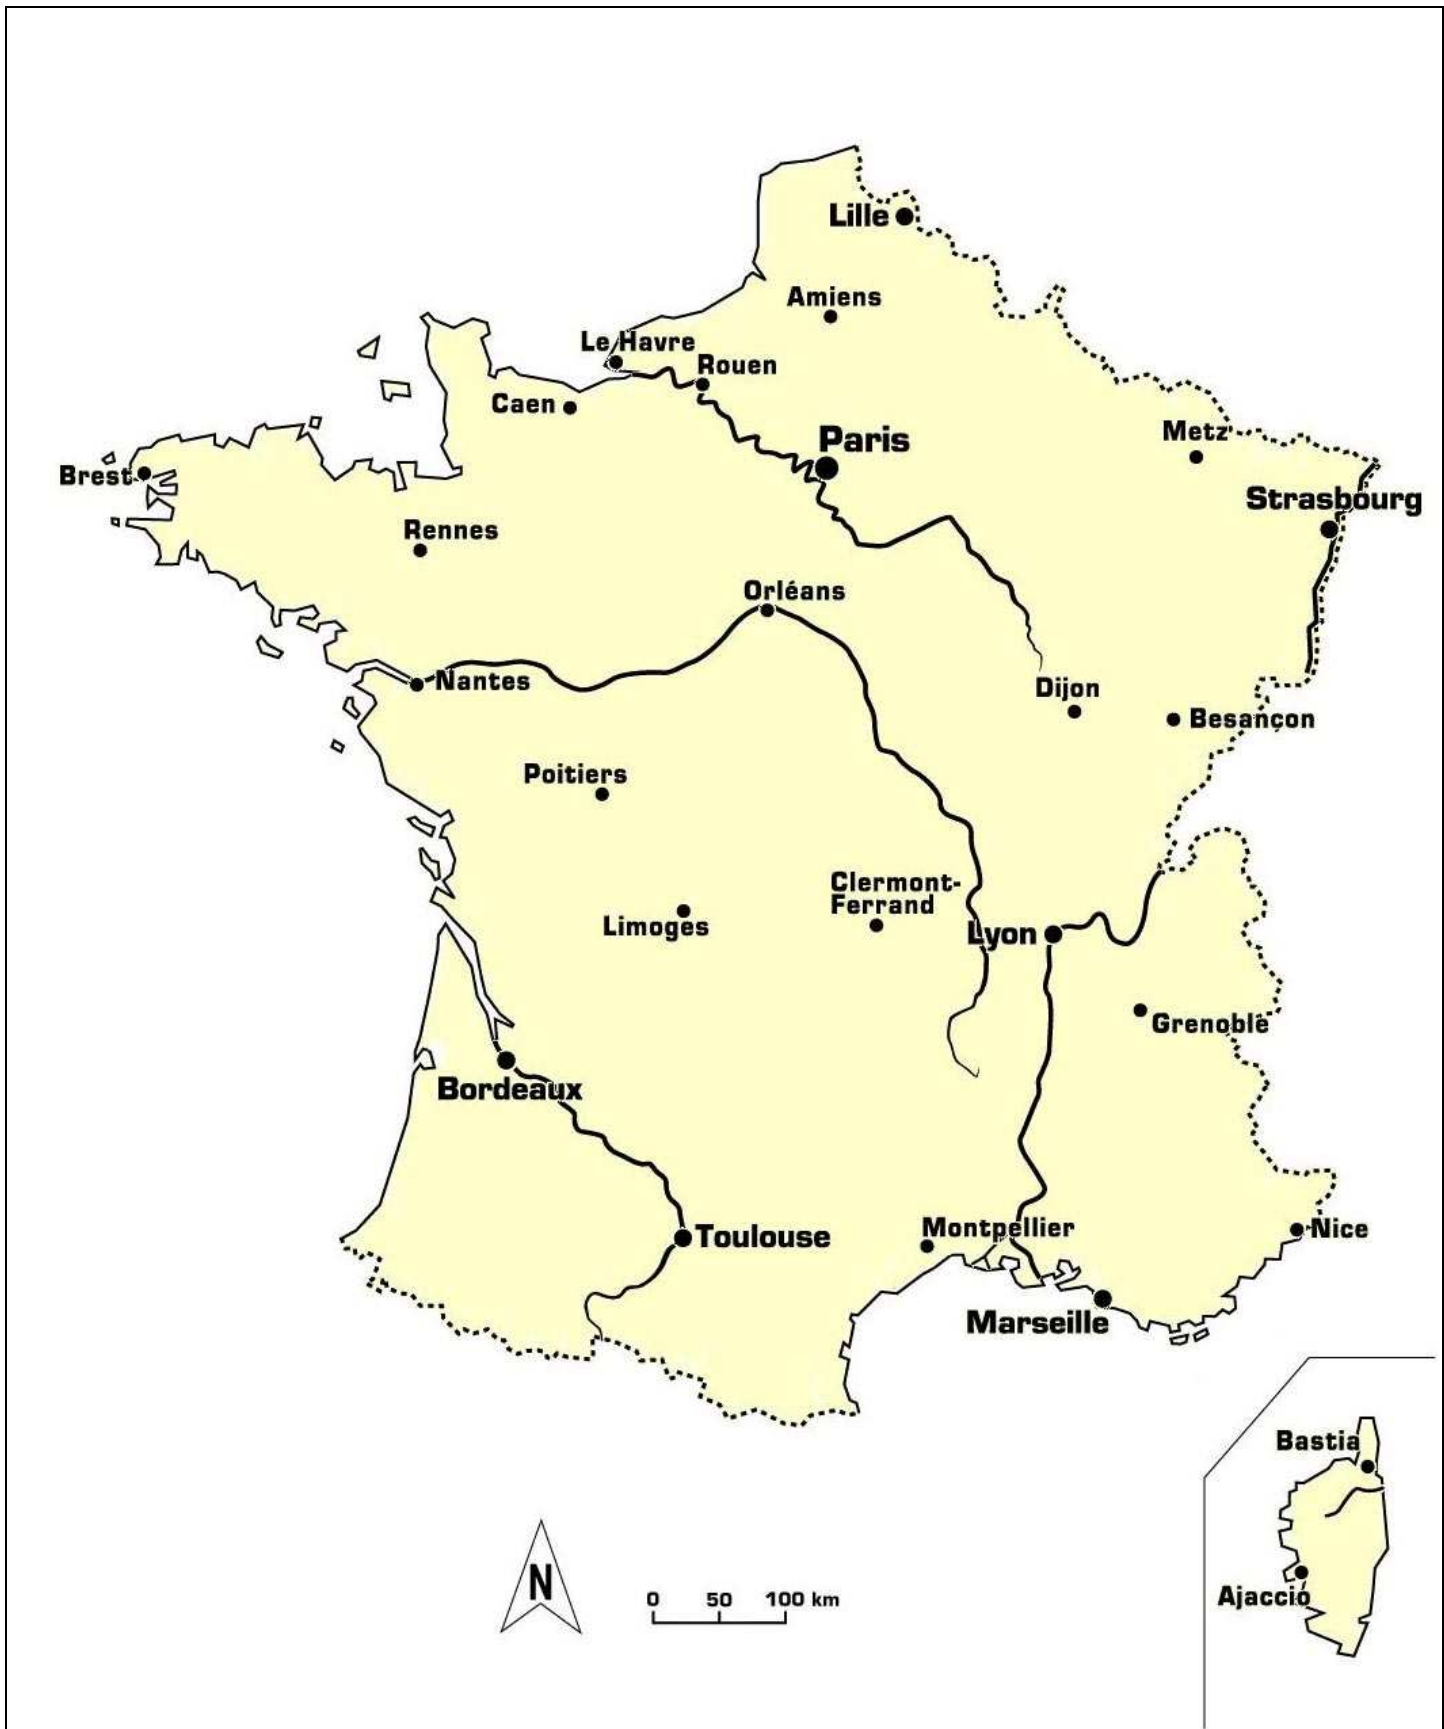 Lille
Amiens
Le Havre
Rouen
Caen
Paris
Metz
Brest
Strasbourg
Rennes
Orléans
Nantes
Dijon
Besançon
Poitiers
Clermont-
Ferrand
Limoges
Lyon
Grenoble
Bordeaux
Toulouse
Montpellier
Nice
Marseille
Bastia
N
0 50 100 km
Ajaccio